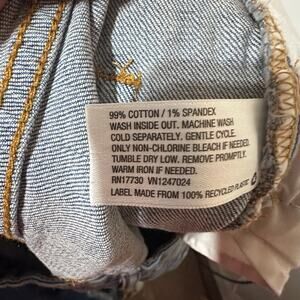 99% COTTON / 1% SPANDEX
WASH INSIDE OUT. MACHINE WASH
COLD SEPARATELY. GENTLE CYCLE.
ONLY NON-CHLORINE BLEACH IF NEEDED.
TUMBLE DRY LOW. REMOVE PROMPTLY.
WARM IRON IF NEEDED.
RN17730 VN1247024
LABEL MADE FROM 100% RECYCLED PLASTIC